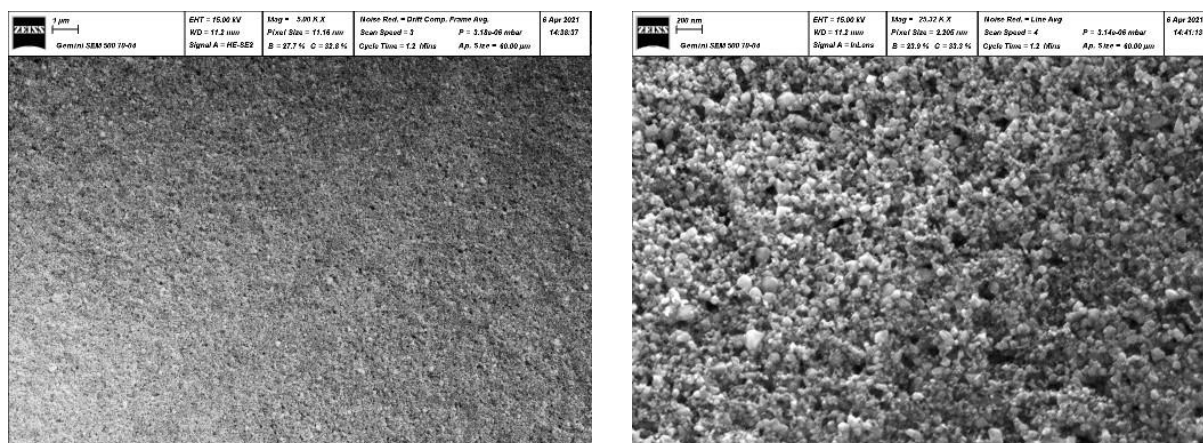 1 µm
ZEISS
Gemini SEM 500 70-04
EHT = 15.00 kV
WD = 11.2 mm
Signal A = HE-SE2
Mag = 5.00 K X
Pixel Size = 11.16 nm
B = 27.7 % C = 32.8 %
Noise Red. = Drift Comp. Frame Avg.
Scan Speed = 3 P = 3.18e-06 mbar
Cycle Time = 1.2 Mins Ap. Size = 60.00 µm
6 Apr 2021
14:38:37
200 nm
ZEISS
Gemini SEM 500 70-04
EHT = 15.00 kV
WD = 11.2 mm
Signal A = InLens
Mag = 25.32 K X
Pixel Size = 2.205 nm
B = 23.9 % C = 33.3 %
Noise Red. = Line Avg
Scan Speed = 4 P = 3.14e-06 mbar
Cycle Time = 1.2 Mins Ap. Size = 60.00 µm
6 Apr 2021
14:41:13